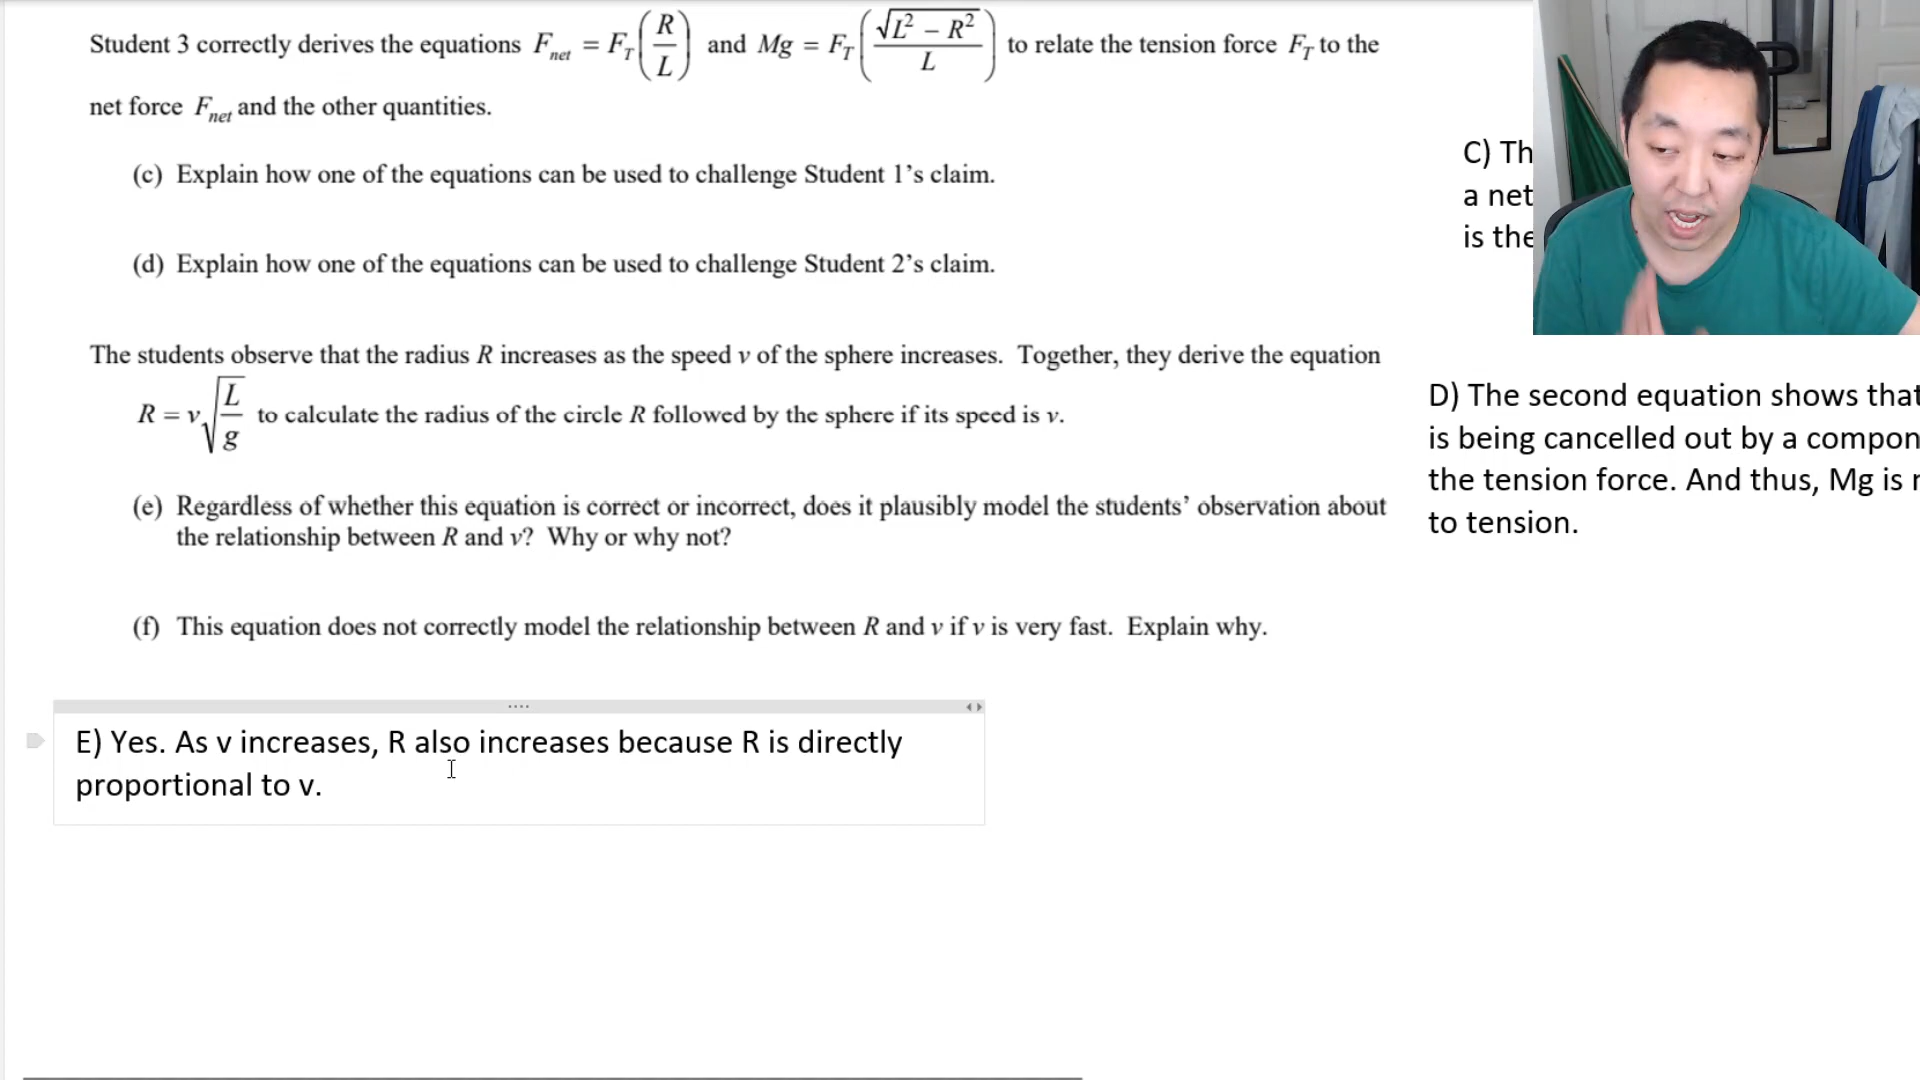 Student 3 correctly derives the equations F_net = F_T (R/L) and Mg = F_T (√(L² − R²)/L) to relate the tension force F_T to the
net force F_net and the other quantities.
(c) Explain how one of the equations can be used to challenge Student 1’s claim.
(d) Explain how one of the equations can be used to challenge Student 2’s claim.
The students observe that the radius R increases as the speed v of the sphere increases. Together, they derive the equation
R = v√(L/g) to calculate the radius of the circle R followed by the sphere if its speed is v.
(e) Regardless of whether this equation is correct or incorrect, does it plausibly model the students’ observation about
the relationship between R and v? Why or why not?
(f) This equation does not correctly model the relationship between R and v if v is very fast. Explain why.
E) Yes. As v increases, R also increases because R is directly
proportional to v.
C) Th
a net
is the
D) The second equation shows that
is being cancelled out by a compon
the tension force. And thus, Mg is
to tension.